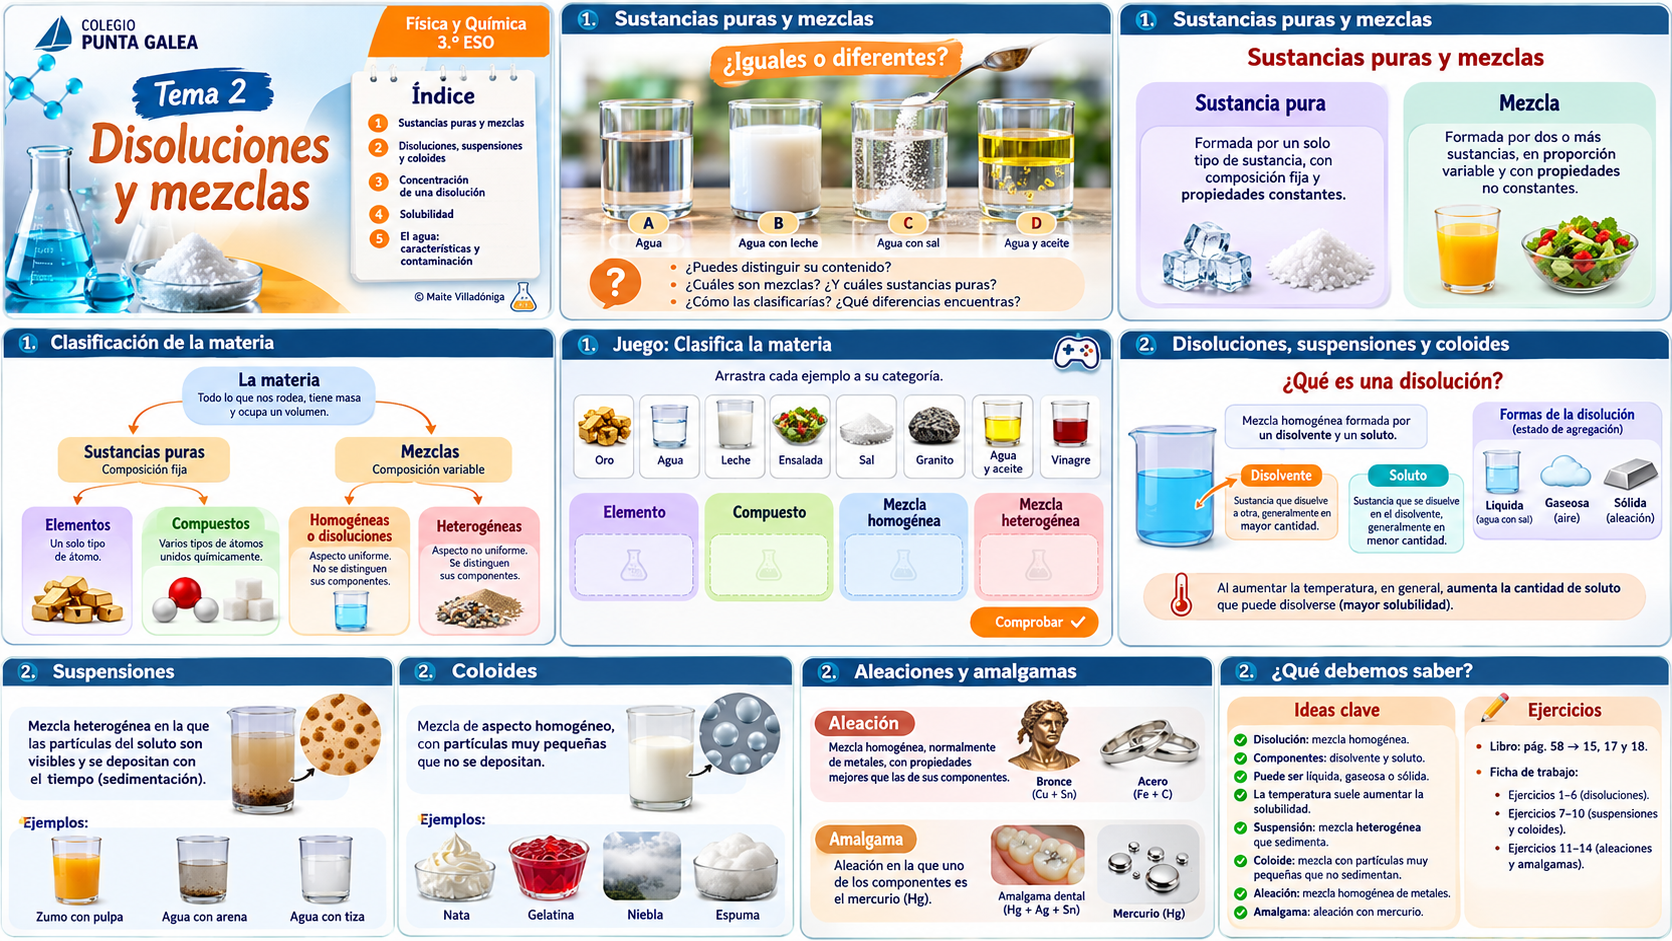 COLEGIO
PUNTA GALEA
Física y Química
3.º ESO
Tema 2
Disoluciones
y mezclas
Índice
1 Sustancias puras y mezclas
2 Disoluciones, suspensiones
y coloides
3 Concentración
de una disolución
4 Solubilidad
5 El agua:
características y
contaminación
© Maite Villadóniga
1. Sustancias puras y mezclas
¿Iguales o diferentes?
A
B
C
D
Agua
Agua con leche
Agua con sal
Agua y aceite
?
• ¿Puedes distinguir su contenido?
• ¿Cuáles son mezclas? ¿Y cuáles sustancias puras?
• ¿Cómo las clasificarías? ¿Qué diferencias encuentras?
1. Sustancias puras y mezclas
Sustancias puras y mezclas
Sustancia pura
Formada por un solo
tipo de sustancia, con
composición fija y
propiedades constantes.
Mezcla
Formada por dos o más
sustancias, en proporción
variable y con propiedades
no constantes.
1. Clasificación de la materia
La materia
Todo lo que nos rodea, tiene masa
y ocupa un volumen.
Sustancias puras
Composición fija
Mezclas
Composición variable
Elementos
Un solo tipo
de átomo.
Compuestos
Varios tipos de átomos
unidos químicamente.
Homogéneas
o disoluciones
Aspecto uniforme.
No se distinguen
sus componentes.
Heterogéneas
Aspecto no uniforme.
Se distinguen
sus componentes.
1. Juego: Clasifica la materia
Arrastra cada ejemplo a su categoría.
Oro
Agua
Leche
Ensalada
Sal
Granito
Agua
y aceite
Vinagre
Elemento
Compuesto
Mezcla
homogénea
Mezcla
heterogénea
Comprobar ✓
2. Disoluciones, suspensiones y coloides
¿Qué es una disolución?
Mezcla homogénea formada por
un disolvente y un soluto.
Disolvente
Sustancia que disuelve
a otra, generalmente en
mayor cantidad.
Soluto
Sustancia que se disuelve
en el disolvente,
generalmente en
menor cantidad.
Formas de la disolución
(estado de agregación)
Líquida
(agua con sal)
Gaseosa
(aire)
Sólida
(aleación)
Al aumentar la temperatura, en general, aumenta la cantidad de soluto
que puede disolverse (mayor solubilidad).
2. Suspensiones
Mezcla heterogénea en la que
las partículas del soluto son
visibles y se depositan con
el tiempo (sedimentación).
Ejemplos:
Zumo con pulpa
Agua con arena
Agua con tiza
2. Coloides
Mezcla de aspecto homogéneo,
con partículas muy pequeñas
que no se depositan.
Ejemplos:
Nata
Gelatina
Niebla
Espuma
2. Aleaciones y amalgamas
Aleación
Mezcla homogénea, normalmente
de metales, con propiedades
mejores que las de sus componentes.
Bronce
(Cu + Sn)
Acero
(Fe + C)
Amalgama
Aleación en la que uno
de los componentes es
el mercurio (Hg).
Amalgama dental
(Hg + Ag + Sn)
Mercurio (Hg)
2. ¿Qué debemos saber?
Ideas clave
Disolución: mezcla homogénea.
Componentes: disolvente y soluto.
Puede ser líquida, gaseosa o sólida.
La temperatura suele aumentar la
solubilidad.
Suspensión: mezcla heterogénea
que sedimenta.
Coloide: mezcla con partículas muy
pequeñas que no sedimentan.
Aleación: mezcla homogénea de metales.
Amalgama: aleación con mercurio.
Ejercicios
• Libro: pág. 58 → 15, 17 y 18.
• Ficha de trabajo:
• Ejercicios 1–6 (disoluciones).
• Ejercicios 7–10 (suspensiones
y coloides).
• Ejercicios 11–14 (aleaciones
y amalgamas).